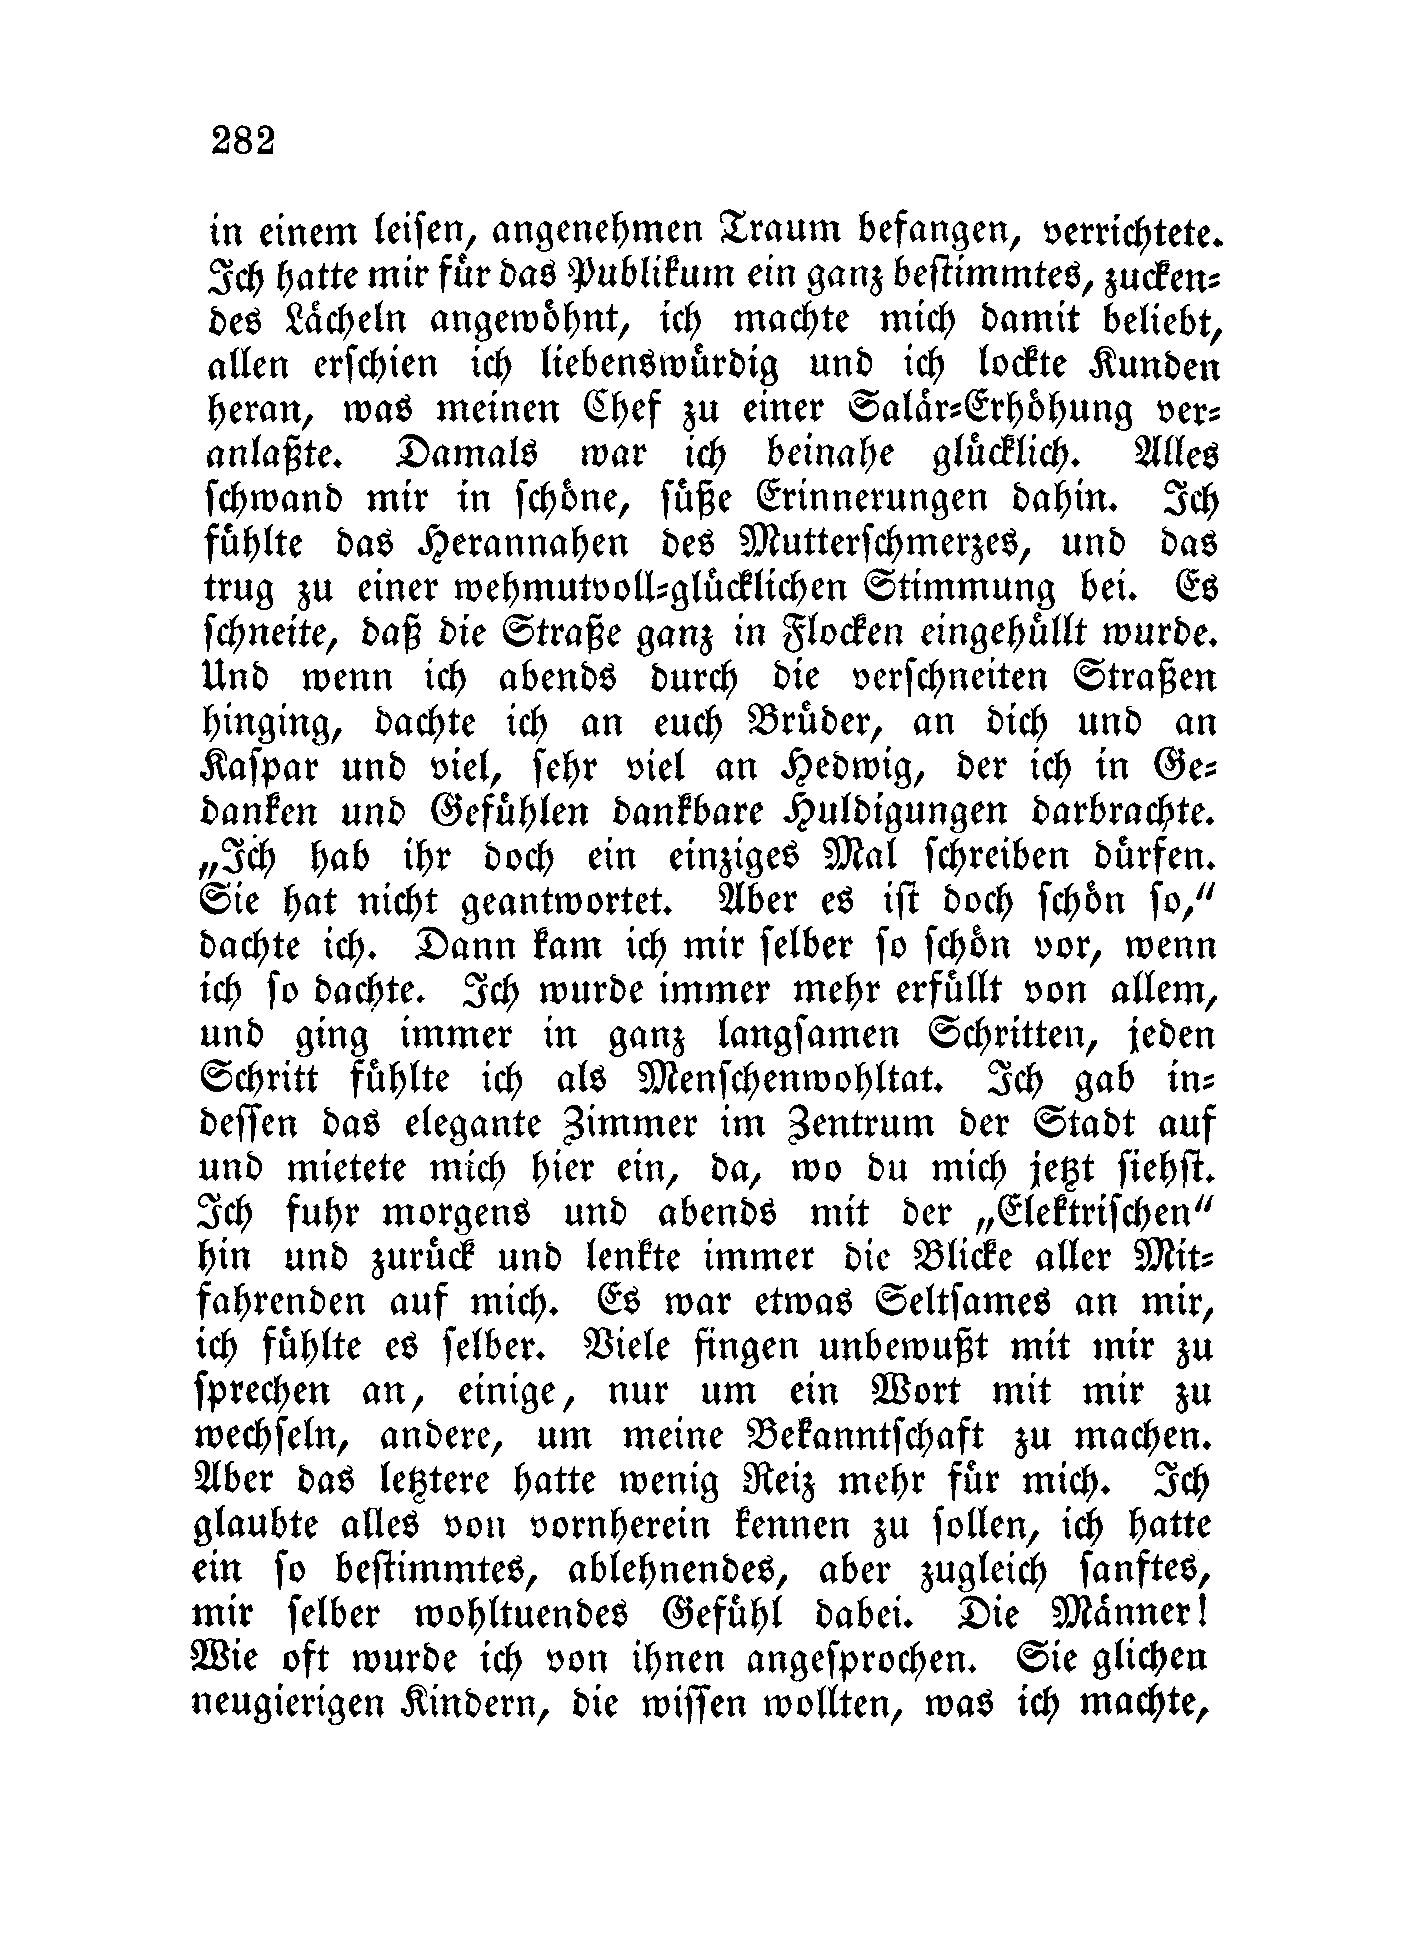 282
in einem leisen, angenehmen Traum befangen, verrichtete.
Ich hatte mir für das Publikum ein ganz bestimmtes, zucken-
des Lächeln angewöhnt, ich machte mich damit beliebt,
allen erschien ich liebenswürdig und ich lockte Kunden
heran, was meinen Chef zu einer Salär-Erhöhung ver-
anlaßte. Damals war ich beinahe glücklich. Alles
schwand mir in schöne, süße Erinnerungen dahin. Ich
fühlte das Herannahen des Mutterschmerzes, und das
trug zu einer wehmutvoll-glücklichen Stimmung bei. Es
schneite, daß die Straße ganz in Flocken eingehüllt wurde.
Und wenn ich abends durch die verschneiten Straßen
hinging, dachte ich an euch Brüder, an dich und an
Kaspar und viel, sehr viel an Hedwig, der ich in Ge-
danken und Gefühlen dankbare Huldigungen darbrachte.
„Ich hab ihr doch ein einziges Mal schreiben dürfen.
Sie hat nicht geantwortet. Aber es ist doch schön so,“
dachte ich. Dann kam ich mir selber so schön vor, wenn
ich so dachte. Ich wurde immer mehr erfüllt von allem,
und ging immer in ganz langsamen Schritten, jeden
Schritt fühlte ich als Menschenwohltat. Ich gab in-
dessen das elegante Zimmer im Zentrum der Stadt auf
und mietete mich hier ein, da, wo du mich jetzt siehst.
Ich fuhr morgens und abends mit der „Elektrischen“
hin und zurück und lenkte immer die Blicke aller Mit-
fahrenden auf mich. Es war etwas Seltsames an mir,
ich fühlte es selber. Viele fingen unbewußt mit mir zu
sprechen an, einige, nur um ein Wort mit mir zu
wechseln, andere, um meine Bekanntschaft zu machen.
Aber das letztere hatte wenig Reiz mehr für mich. Ich
glaubte alles von vornherein kennen zu sollen, ich hatte
ein so bestimmtes, ablehnendes, aber zugleich sanftes,
mir selber wohltuendes Gefühl dabei. Die Männer!
Wie oft wurde ich von ihnen angesprochen. Sie glichen
neugierigen Kindern, die wissen wollten, was ich machte,